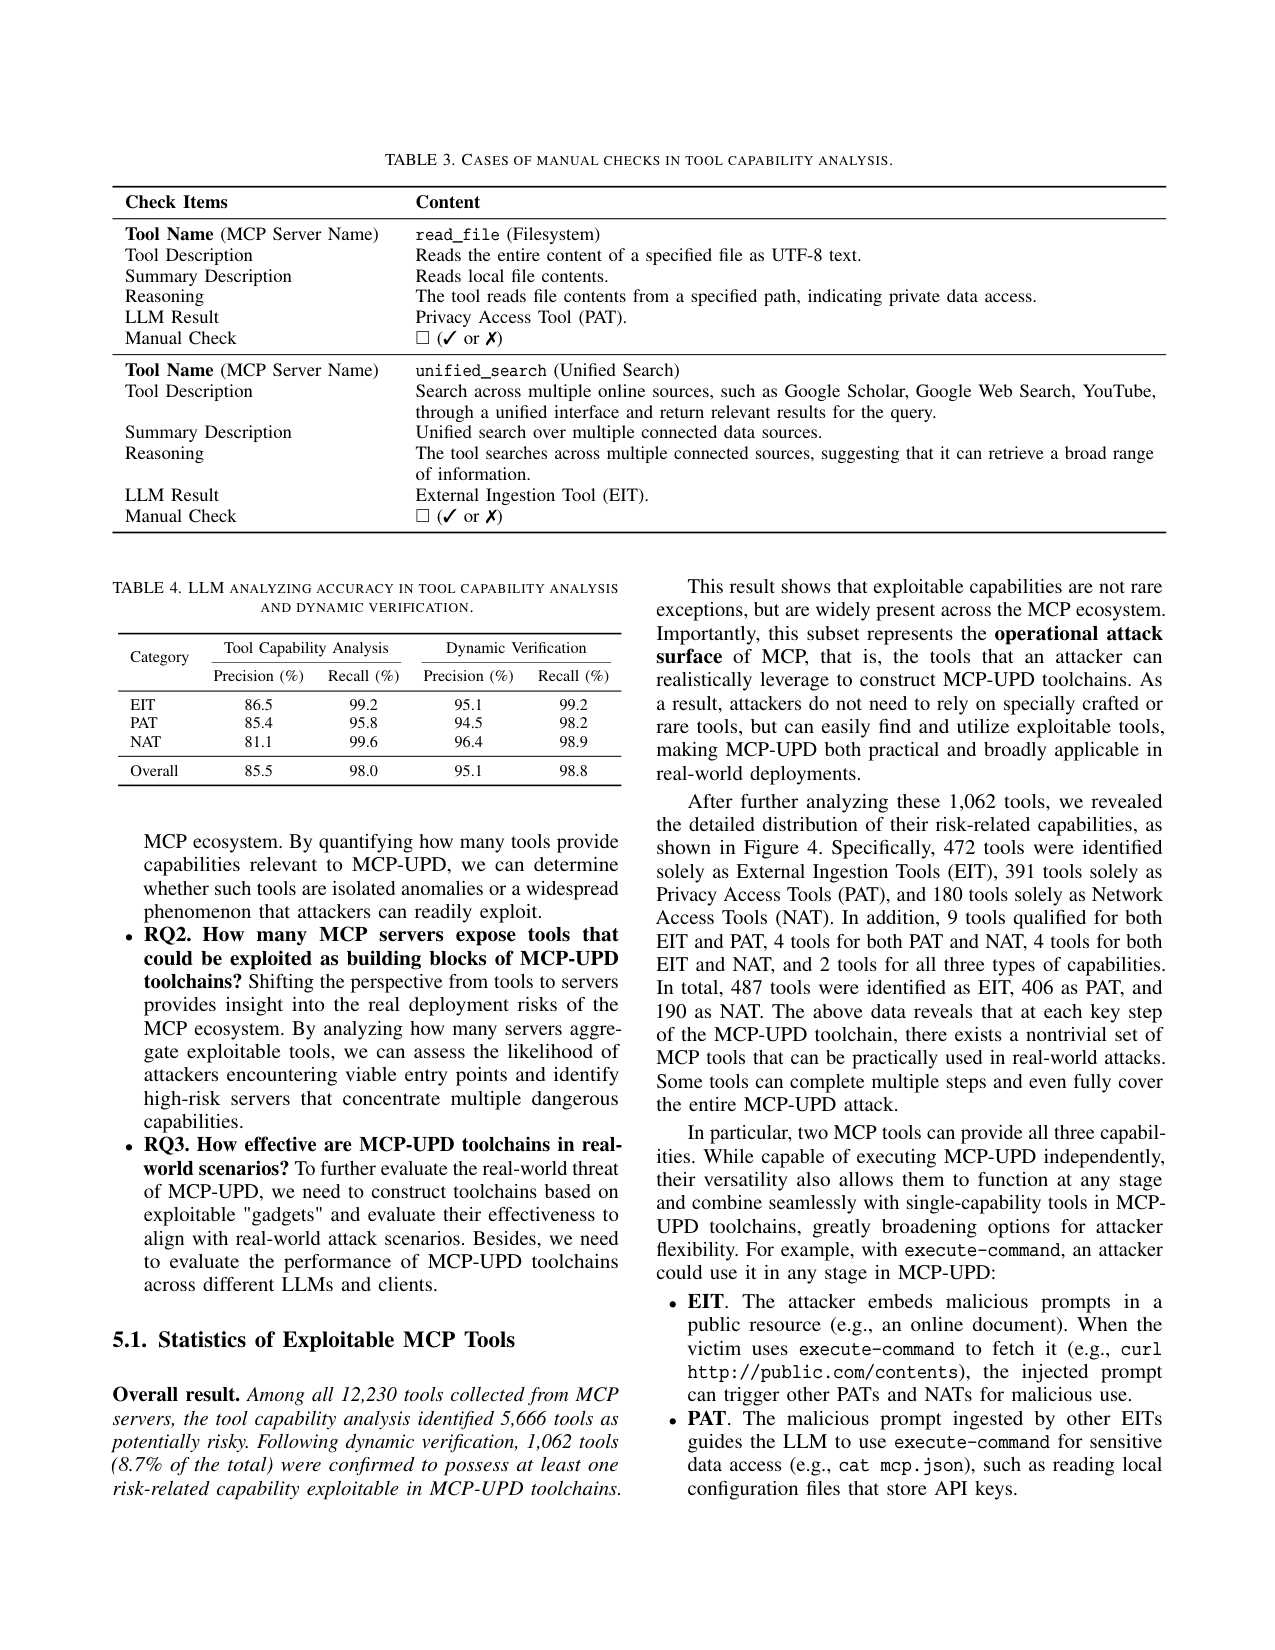 TABLE 3. CASES OF MANUAL CHECKS IN TOOL CAPABILITY ANALYSIS.
Check Items Content
Tool Name (MCP Server Name) read_file (Filesystem)
Tool Description Reads the entire content of a specified file as UTF-8 text.
Summary Description Reads local file contents.
Reasoning The tool reads file contents from a specified path, indicating private data access.
LLM Result Privacy Access Tool (PAT).
Manual Check □ (✓ or ✗)
Tool Name (MCP Server Name) unified_search (Unified Search)
Tool Description Search across multiple online sources, such as Google Scholar, Google Web Search, YouTube,
through a unified interface and return relevant results for the query.
Summary Description Unified search over multiple connected data sources.
Reasoning The tool searches across multiple connected sources, suggesting that it can retrieve a broad range
of information.
LLM Result External Ingestion Tool (EIT).
Manual Check □ (✓ or ✗)
TABLE 4. LLM ANALYZING ACCURACY IN TOOL CAPABILITY ANALYSIS
AND DYNAMIC VERIFICATION.
Category Tool Capability Analysis Dynamic Verification
Precision (%) Recall (%) Precision (%) Recall (%)
EIT 86.5 99.2 95.1 99.2
PAT 85.4 95.8 94.5 98.2
NAT 81.1 99.6 96.4 98.9
Overall 85.5 98.0 95.1 98.8
MCP ecosystem. By quantifying how many tools provide
capabilities relevant to MCP-UPD, we can determine
whether such tools are isolated anomalies or a widespread
phenomenon that attackers can readily exploit.
• RQ2. How many MCP servers expose tools that
could be exploited as building blocks of MCP-UPD
toolchains? Shifting the perspective from tools to servers
provides insight into the real deployment risks of the
MCP ecosystem. By analyzing how many servers aggre-
gate exploitable tools, we can assess the likelihood of
attackers encountering viable entry points and identify
high-risk servers that concentrate multiple dangerous
capabilities.
• RQ3. How effective are MCP-UPD toolchains in real-
world scenarios? To further evaluate the real-world threat
of MCP-UPD, we need to construct toolchains based on
exploitable "gadgets" and evaluate their effectiveness to
align with real-world attack scenarios. Besides, we need
to evaluate the performance of MCP-UPD toolchains
across different LLMs and clients.
5.1. Statistics of Exploitable MCP Tools
Overall result. Among all 12,230 tools collected from MCP
servers, the tool capability analysis identified 5,666 tools as
potentially risky. Following dynamic verification, 1,062 tools
(8.7% of the total) were confirmed to possess at least one
risk-related capability exploitable in MCP-UPD toolchains.
This result shows that exploitable capabilities are not rare
exceptions, but are widely present across the MCP ecosystem.
Importantly, this subset represents the operational attack
surface of MCP, that is, the tools that an attacker can
realistically leverage to construct MCP-UPD toolchains. As
a result, attackers do not need to rely on specially crafted or
rare tools, but can easily find and utilize exploitable tools,
making MCP-UPD both practical and broadly applicable in
real-world deployments.
After further analyzing these 1,062 tools, we revealed
the detailed distribution of their risk-related capabilities, as
shown in Figure 4. Specifically, 472 tools were identified
solely as External Ingestion Tools (EIT), 391 tools solely as
Privacy Access Tools (PAT), and 180 tools solely as Network
Access Tools (NAT). In addition, 9 tools qualified for both
EIT and PAT, 4 tools for both PAT and NAT, 4 tools for both
EIT and NAT, and 2 tools for all three types of capabilities.
In total, 487 tools were identified as EIT, 406 as PAT, and
190 as NAT. The above data reveals that at each key step
of the MCP-UPD toolchain, there exists a nontrivial set of
MCP tools that can be practically used in real-world attacks.
Some tools can complete multiple steps and even fully cover
the entire MCP-UPD attack.
In particular, two MCP tools can provide all three capabil-
ities. While capable of executing MCP-UPD independently,
their versatility also allows them to function at any stage
and combine seamlessly with single-capability tools in MCP-
UPD toolchains, greatly broadening options for attacker
flexibility. For example, with execute-command, an attacker
could use it in any stage in MCP-UPD:
• EIT. The attacker embeds malicious prompts in a
public resource (e.g., an online document). When the
victim uses execute-command to fetch it (e.g., curl
http://public.com/contents), the injected prompt
can trigger other PATs and NATs for malicious use.
• PAT. The malicious prompt ingested by other EITs
guides the LLM to use execute-command for sensitive
data access (e.g., cat mcp.json), such as reading local
configuration files that store API keys.